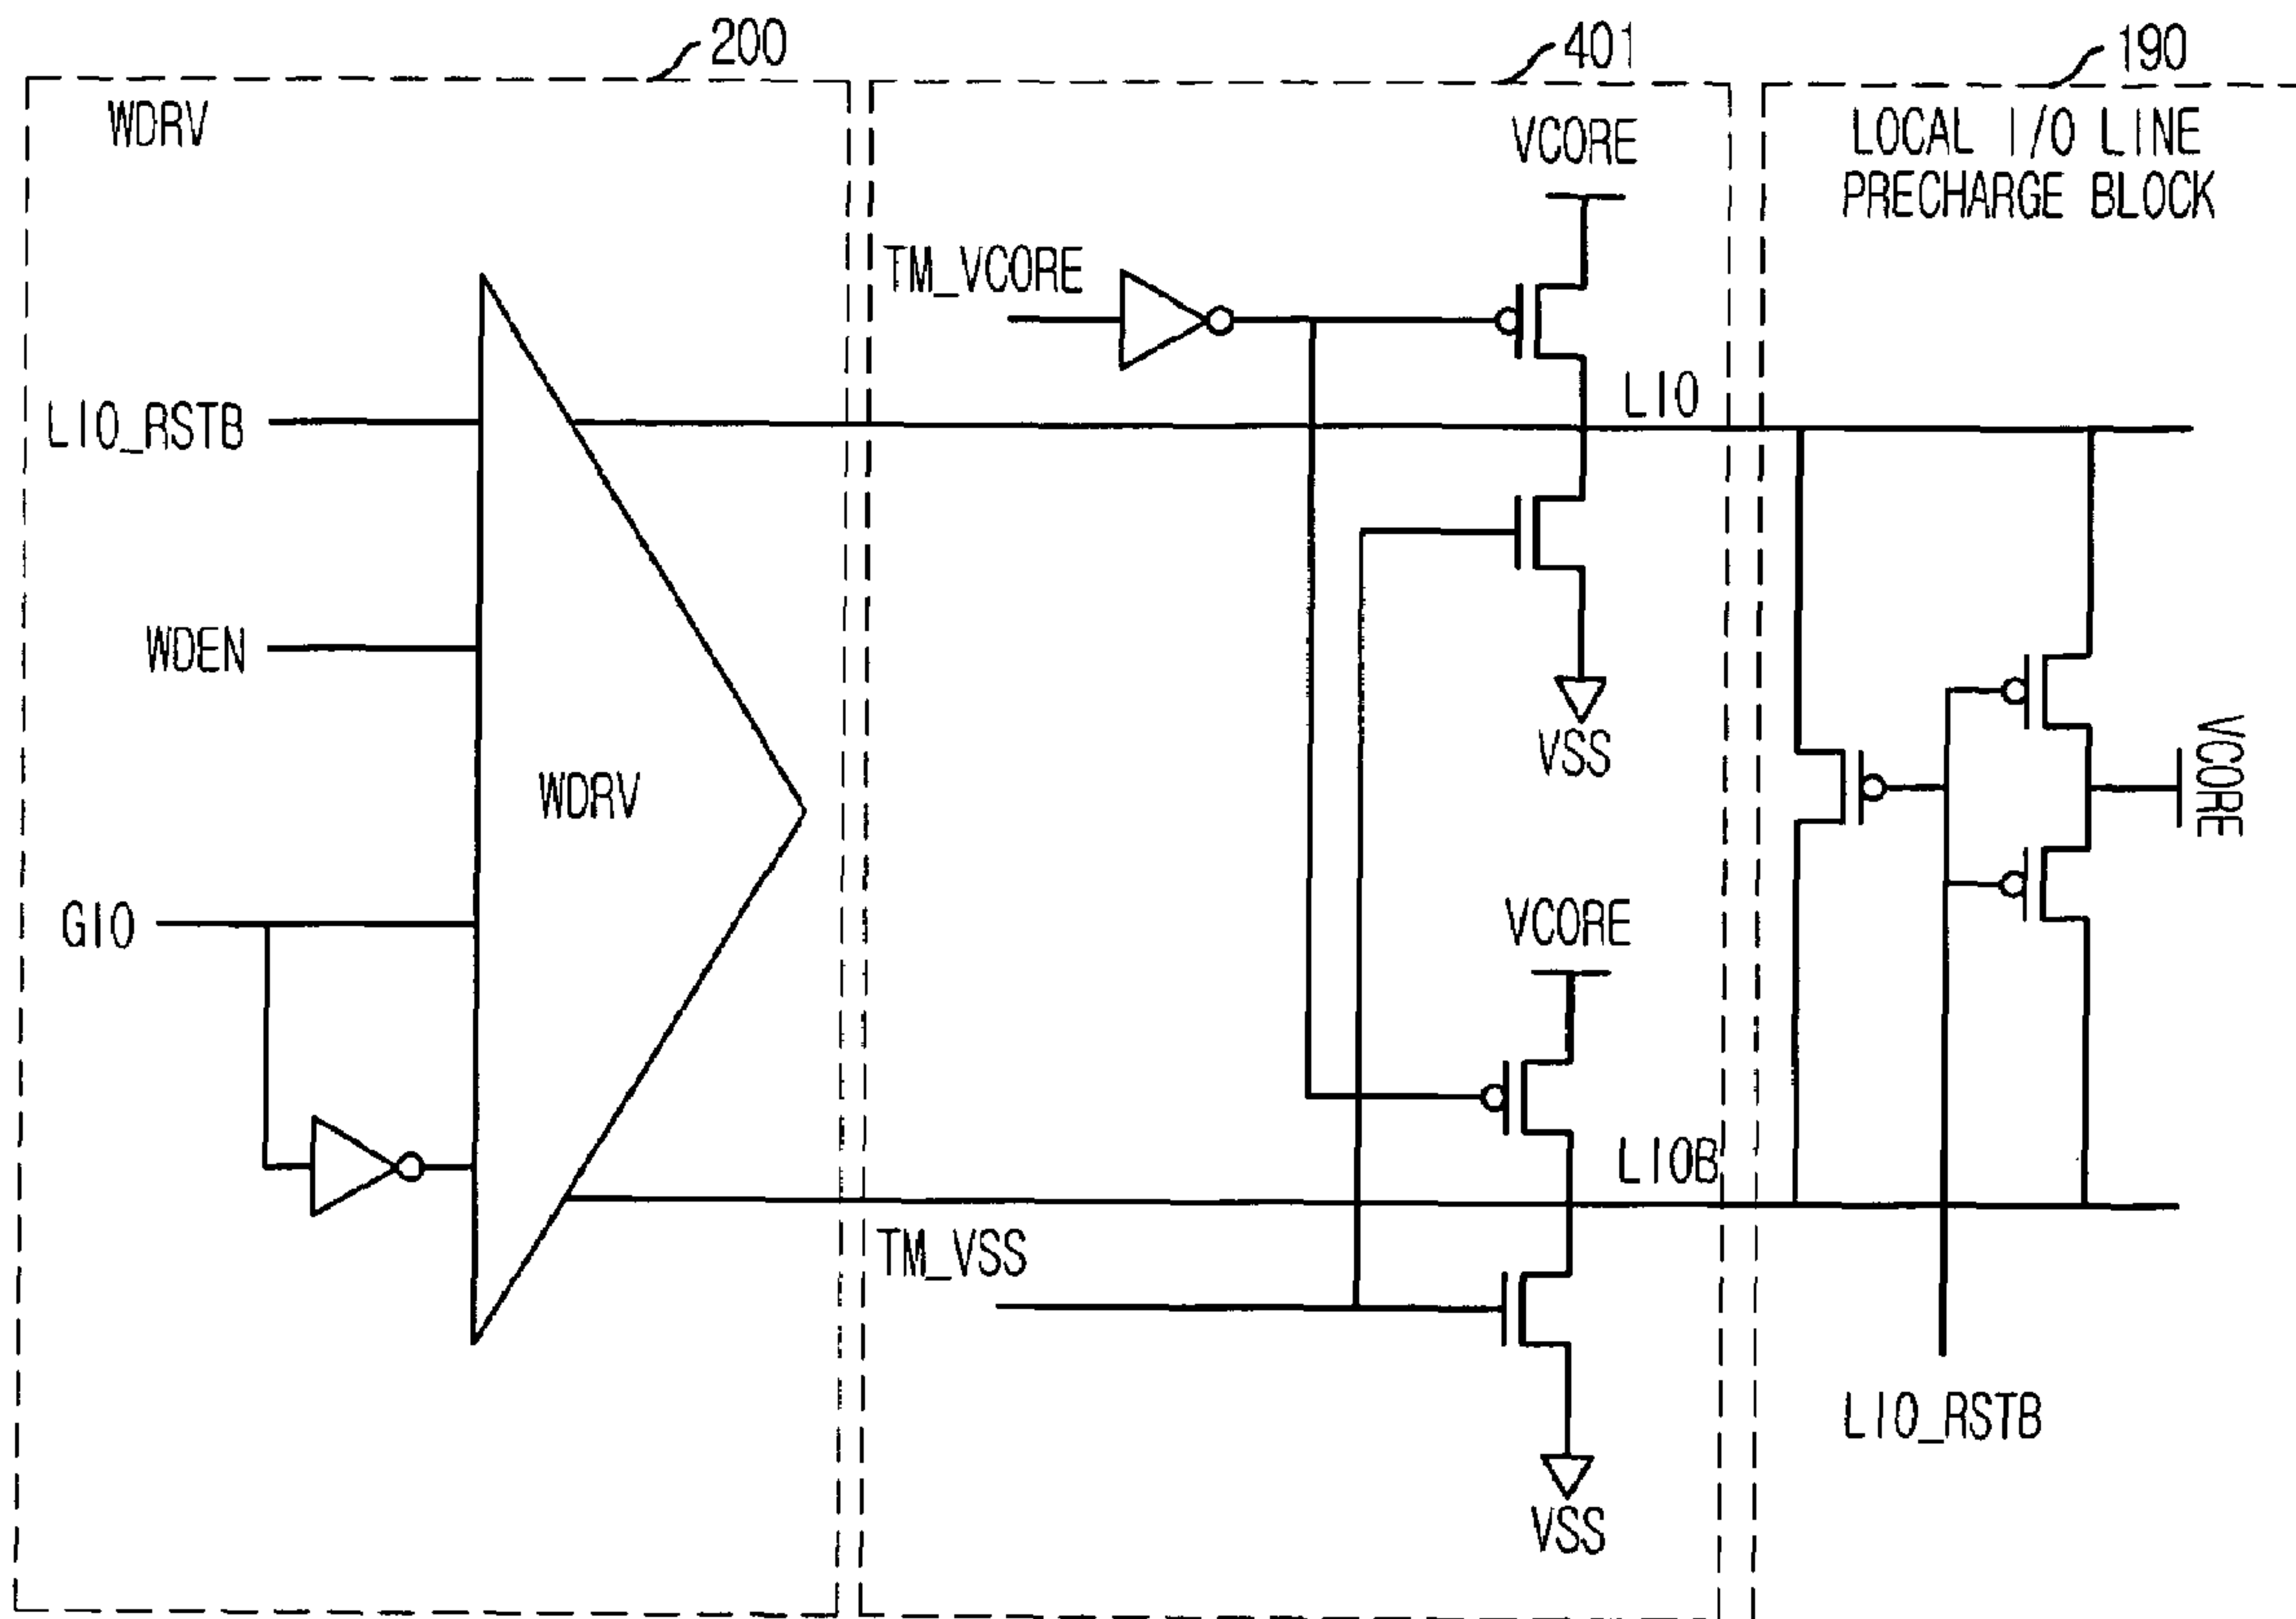 200
401
190
WDRV
LOCAL I/O LINE
PRECHARGE BLOCK
VCORE
TM_VCORE
LIO
LIO_RSTB
WDEN
VSS
VCORE
WDRV
GIO
VCORE
LIOB
TM_VSS
LIO_RSTB
VSS